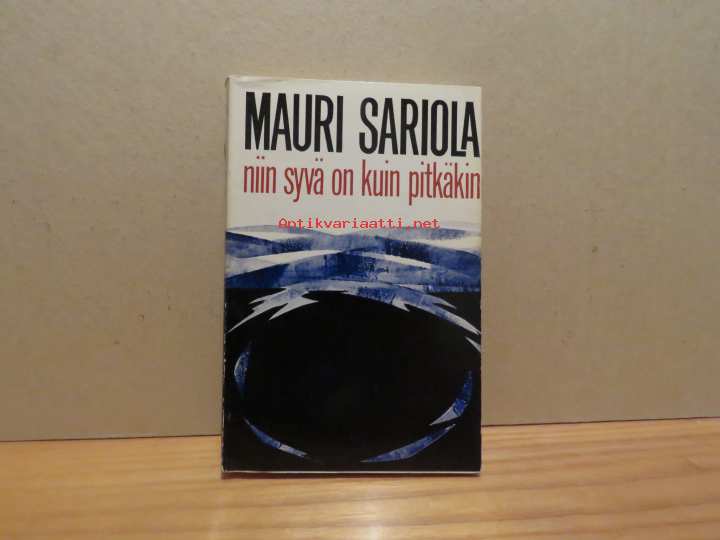 MAURI SARIOLA
niin syvä on kuin pitkäkin
Antikvariaatti.net